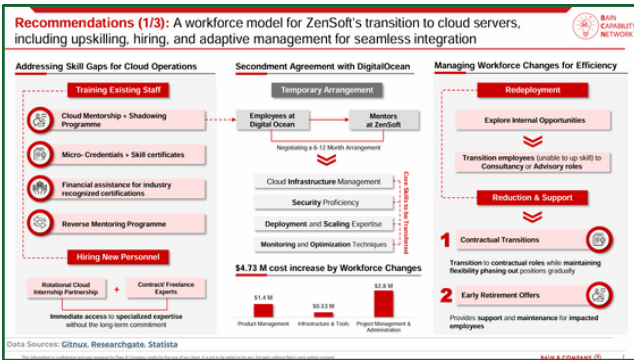 Recommendations (1/3): A workforce model for ZenSoft's transition to cloud servers,
including upskilling, hiring, and adaptive management for seamless integration
BAIN
CAPABILITY
NETWORK
Addressing Skill Gaps for Cloud Operations
Training Existing Staff
Cloud Mentorship + Shadowing
Programme
Micro- Credentials + Skill certificates
Financial assistance for industry
recognized certifications
Reverse Mentoring Programme
Hiring New Personnel
Rotational Cloud
Internship Partnership
+
Contract/ Freelance
Experts
Immediate access to specialized expertise
without the long-term commitment
Secondment Agreement with DigitalOcean
Temporary Arrangement
Employees at
Digital Ocean
Mentors
at ZenSoft
Negotiating a 6-12 Month Arrangement
Cloud Infrastructure Management
Security Proficiency
Deployment and Scaling Expertise
Monitoring and Optimization Techniques
Core Skills to be Transferred
$4.73 M cost increase by Workforce Changes
$1.4 M
$0.53 M
$2.8 M
Product Management
Infrastructure & Tools
Project Management &
Administration
Managing Workforce Changes for Efficiency
Redeployment
Explore Internal Opportunities
Transition employees (unable to up skill) to
Consultancy or Advisory roles
Reduction & Support
1 Contractual Transitions
Transition to contractual roles while maintaining
flexibility phasing out positions gradually
2 Early Retirement Offers
Provides support and maintenance for impacted
employees
Data Sources: Gitnux, Researchgate, Statista
BAIN & COMPANY